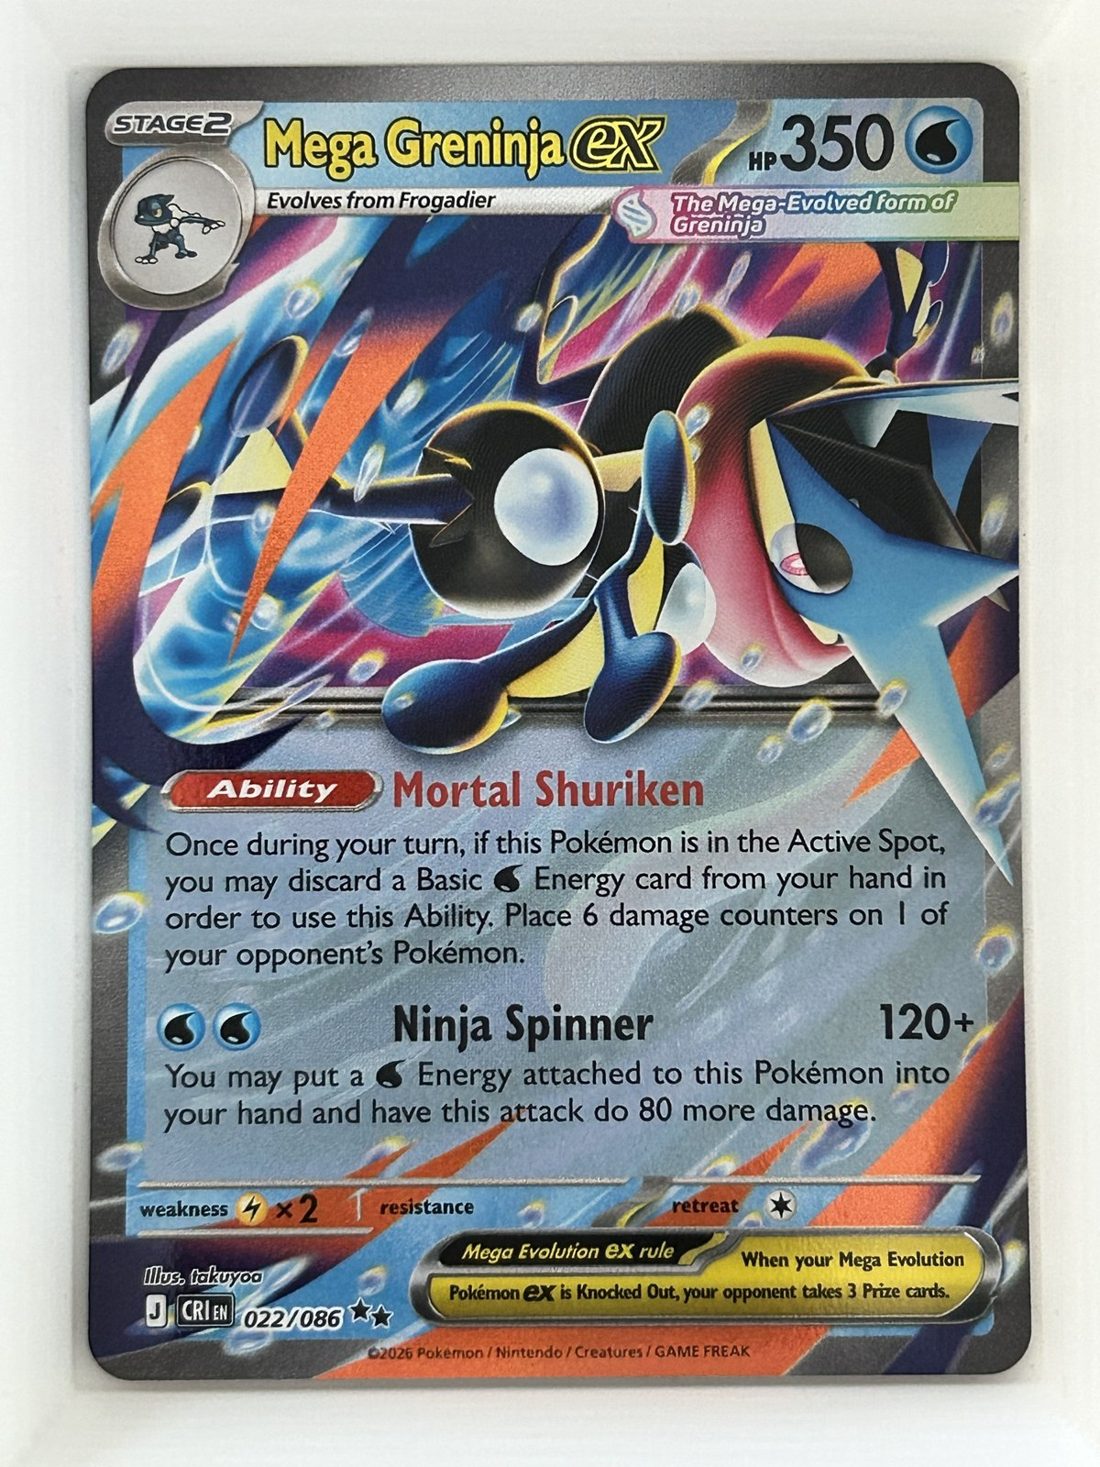 STAGE2
Mega Greninja ex
HP 350
Evolves from Frogadier
The Mega-Evolved form of
Greninja
Ability Mortal Shuriken
Once during your turn, if this Pokémon is in the Active Spot,
you may discard a Basic Energy card from your hand in
order to use this Ability. Place 6 damage counters on 1 of
your opponent's Pokémon.
Ninja Spinner 120+
You may put a Energy attached to this Pokémon into
your hand and have this attack do 80 more damage.
weakness ×2 resistance retreat
Mega Evolution ex rule When your Mega Evolution
Pokémon ex is Knocked Out, your opponent takes 3 Prize cards.
Illus. takuyoa
J CRI EN 022/086 ★★
©2026 Pokémon / Nintendo / Creatures / GAME FREAK